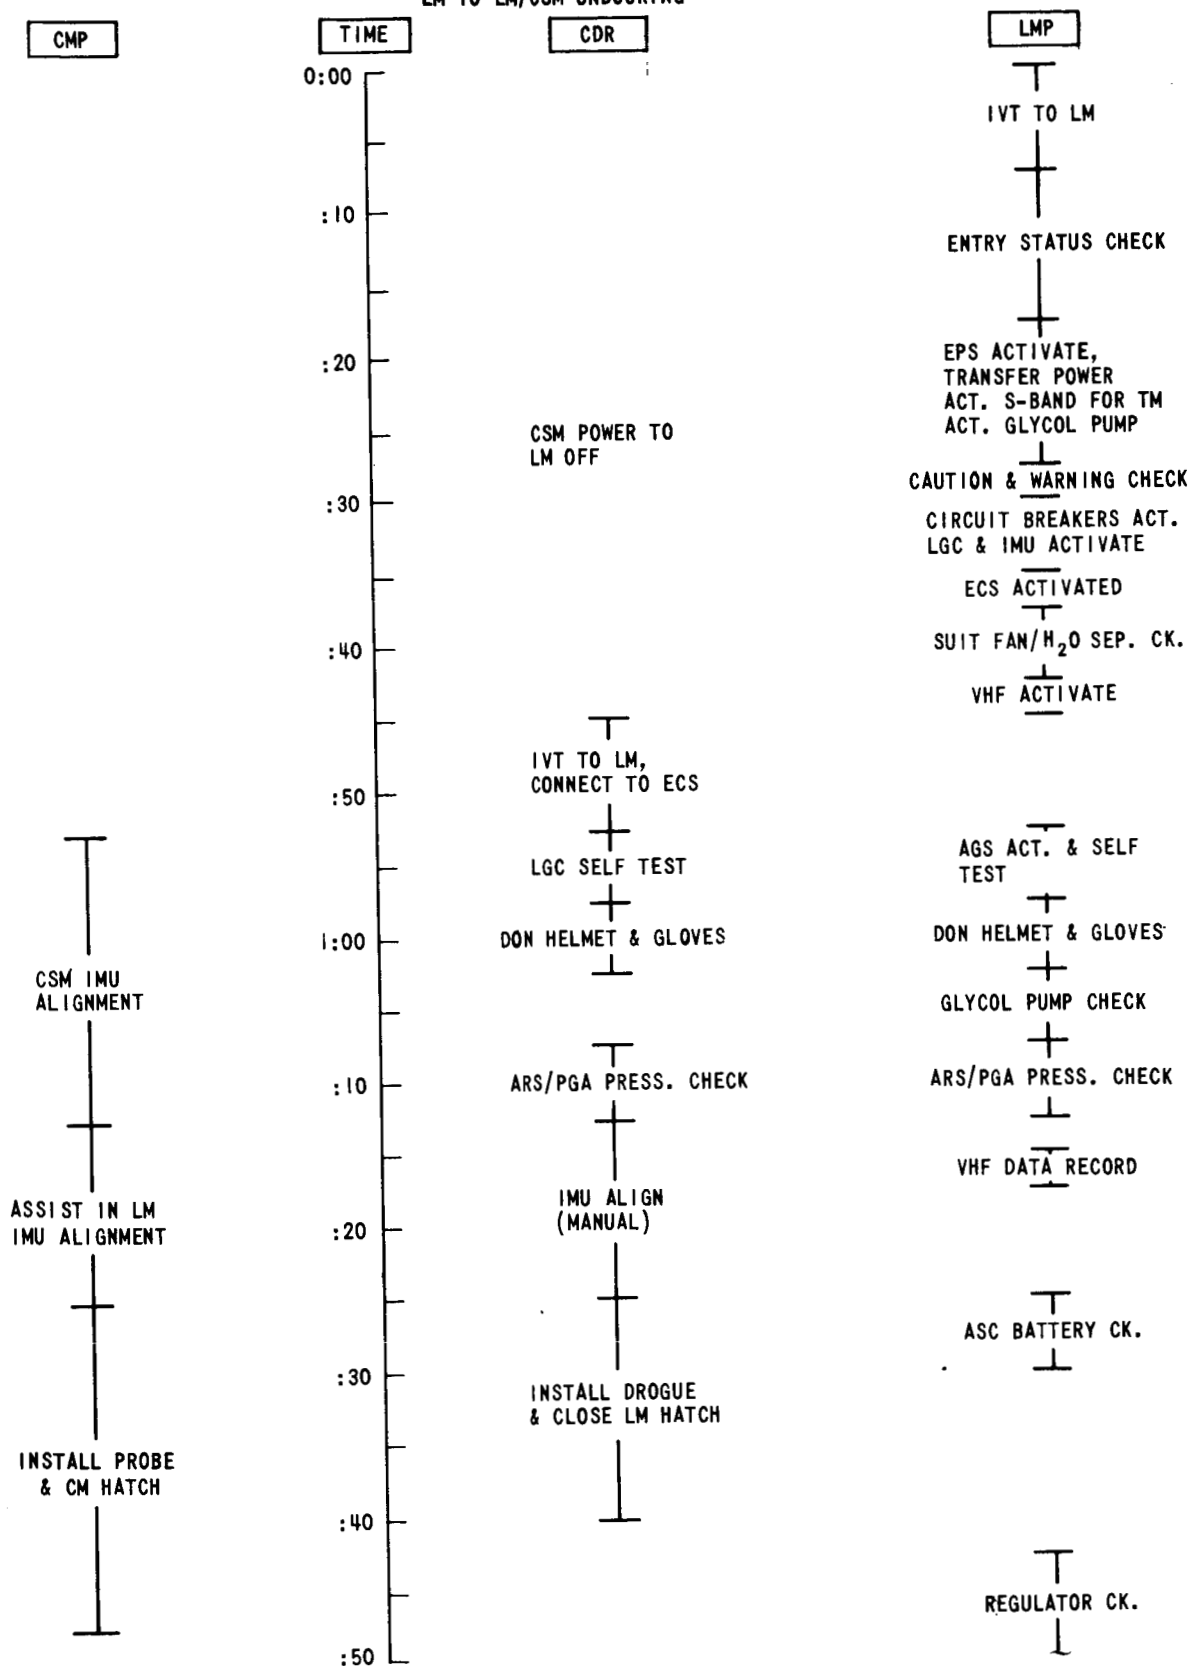 LM TO LM/CSM UNDOCKING
CMP
TIME
CDR
LMP
0:00
IVT TO LM
:10
ENTRY STATUS CHECK
:20
EPS ACTIVATE,
TRANSFER POWER
ACT. S-BAND FOR TM
ACT. GLYCOL PUMP
CSM POWER TO
LM OFF
CAUTION & WARNING CHECK
:30
CIRCUIT BREAKERS ACT.
LGC & IMU ACTIVATE
ECS ACTIVATED
:40
SUIT FAN/H₂O SEP. CK.
VHF ACTIVATE
IVT TO LM,
CONNECT TO ECS
:50
LGC SELF TEST
AGS ACT. & SELF
TEST
1:00
DON HELMET & GLOVES
DON HELMET & GLOVES
CSM IMU
ALIGNMENT
GLYCOL PUMP CHECK
:10
ARS/PGA PRESS. CHECK
ARS/PGA PRESS. CHECK
VHF DATA RECORD
ASSIST IN LM
IMU ALIGNMENT
:20
IMU ALIGN
(MANUAL)
ASC BATTERY CK.
:30
INSTALL DROGUE
& CLOSE LM HATCH
INSTALL PROBE
& CM HATCH
:40
REGULATOR CK.
:50